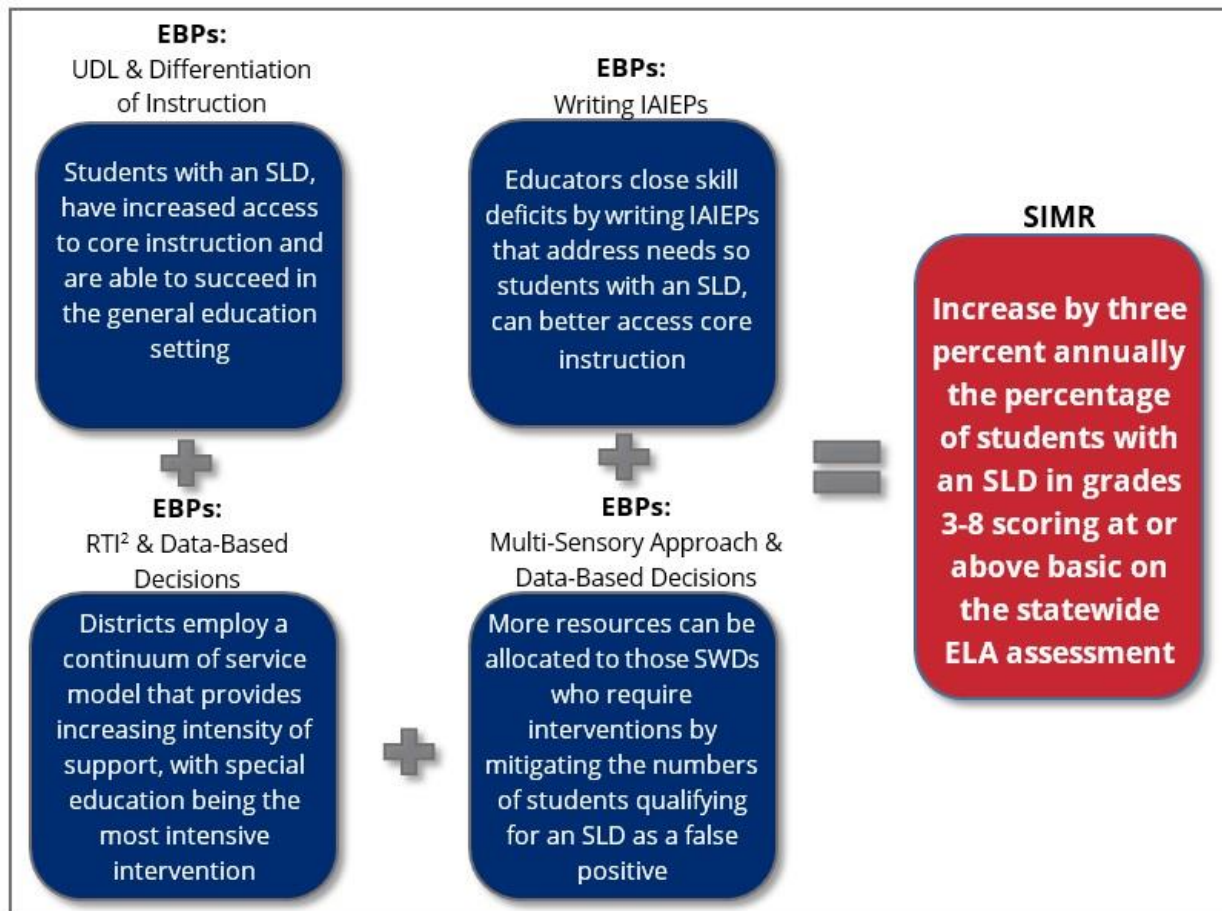 EBPs:
UDL & Differentiation
of Instruction
Students with an SLD,
have increased access
to core instruction and
are able to succeed in
the general education
setting
EBPs:
RTI² & Data-Based
Decisions
Districts employ a
continuum of service
model that provides
increasing intensity of
support, with special
education being the
most intensive
intervention
EBPs:
Writing IAIEPs
Educators close skill
deficits by writing IAIEPs
that address needs so
students with an SLD,
can better access core
instruction
EBPs:
Multi-Sensory Approach &
Data-Based Decisions
More resources can be
allocated to those SWDs
who require
interventions by
mitigating the numbers
of students qualifying
for an SLD as a false
positive
SIMR
Increase by three
percent annually
the percentage
of students with
an SLD in grades
3-8 scoring at or
above basic on
the statewide
ELA assessment